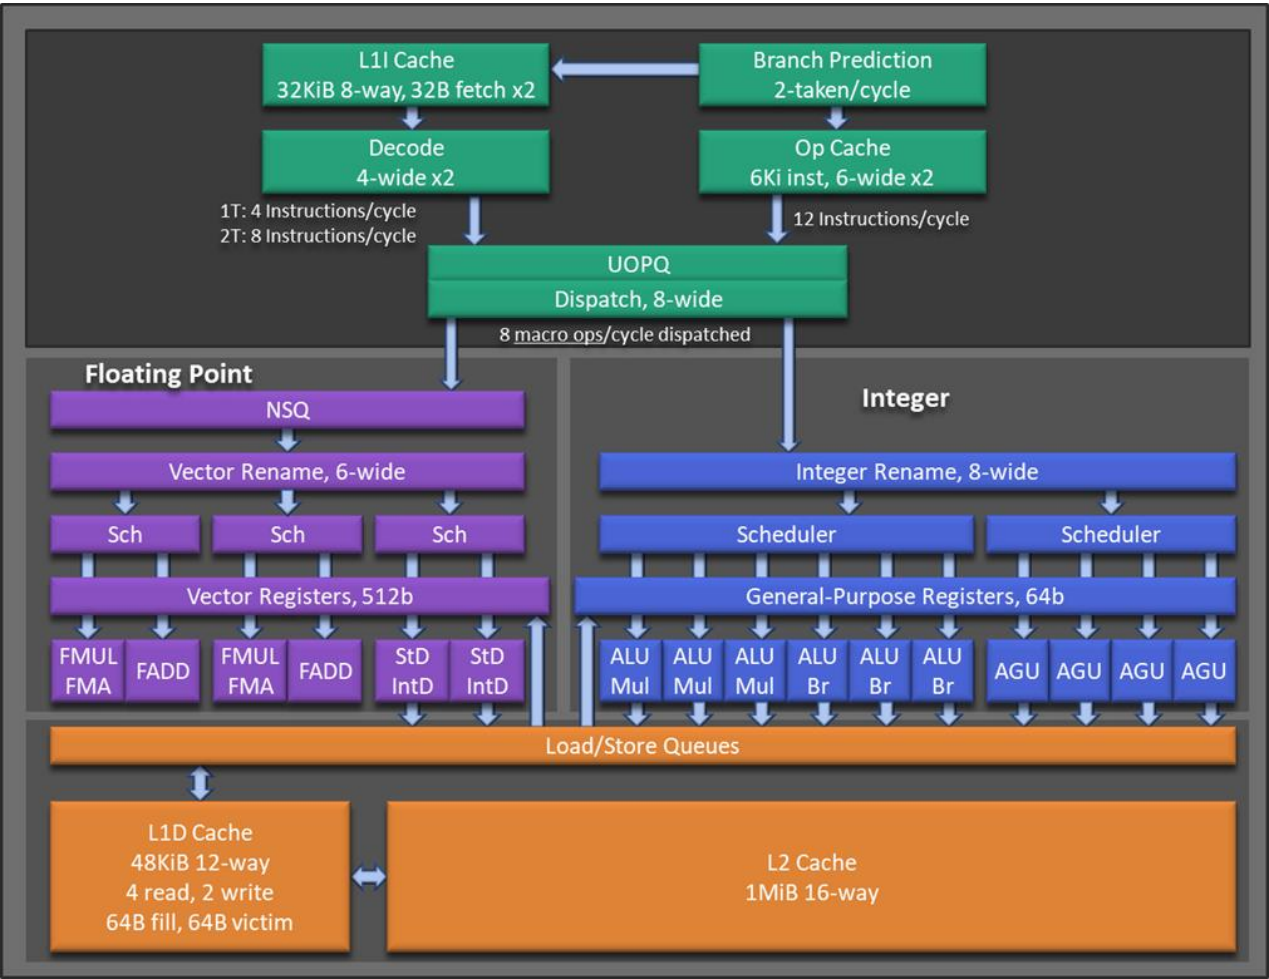 L1I Cache
32KiB 8-way, 32B fetch x2
Branch Prediction
2-taken/cycle
Decode
4-wide x2
Op Cache
6Ki inst, 6-wide x2
1T: 4 Instructions/cycle
2T: 8 Instructions/cycle
12 Instructions/cycle
UOPQ
Dispatch, 8-wide
8 macro ops/cycle dispatched
Floating Point
NSQ
Vector Rename, 6-wide
Sch
Sch
Sch
Vector Registers, 512b
FMUL
FMA
FADD
FMUL
FMA
FADD
StD
IntD
StD
IntD
Integer
Integer Rename, 8-wide
Scheduler
Scheduler
General-Purpose Registers, 64b
ALU
Mul
ALU
Mul
ALU
Mul
ALU
Br
ALU
Br
ALU
Br
AGU
AGU
AGU
AGU
Load/Store Queues
L1D Cache
48KiB 12-way
4 read, 2 write
64B fill, 64B victim
L2 Cache
1MiB 16-way